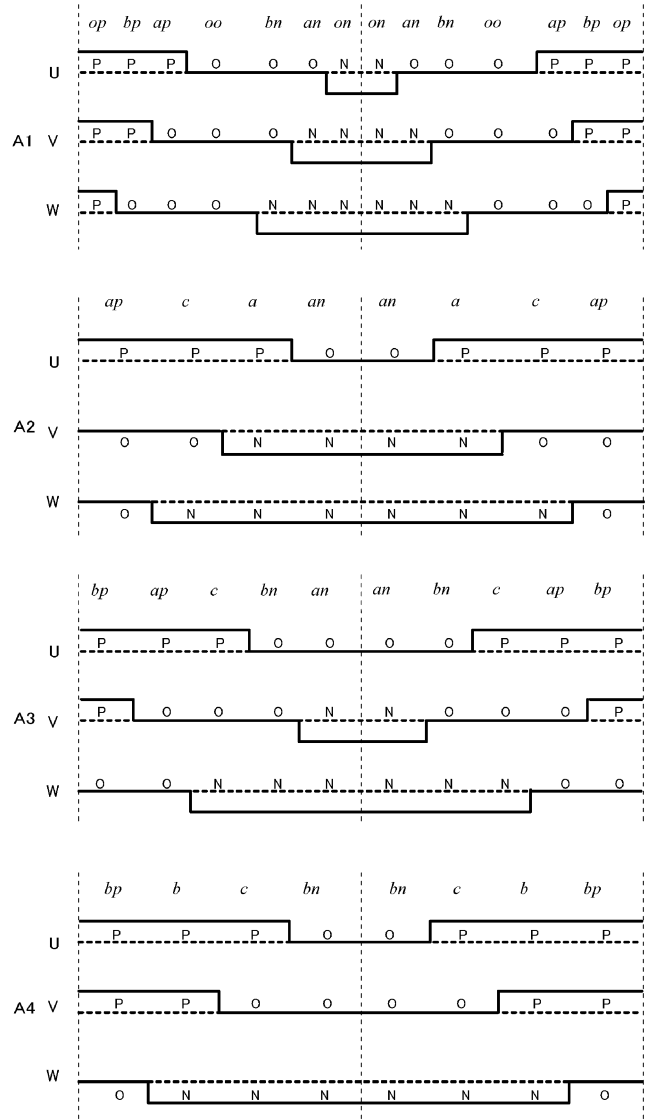 op bp ap oo bn an on on an bn oo ap bp op
U P P P O O O N N O O O P P P
A1 V P P O O O N N N N O O O P P
W P O O O N N N N N N O O O P
ap c a an an a c ap
U P P P O O P P P
A2 V O O N N N N O O
W O N N N N N N O
bp ap c bn an an bn c ap bp
U P P P O O O O P P P
A3 V P O O O N N O O O P
W O O N N N N N N O O
bp b c bn bn c b bp
U P P P O O P P P
A4 V P P O O O O P P
W O N N N N N N O